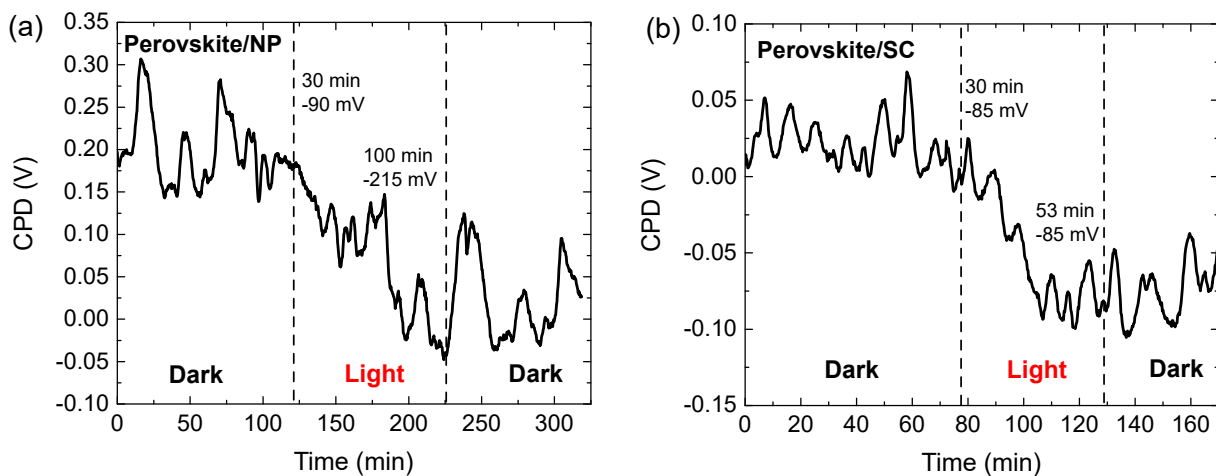 (a)
Perovskite/NP
30 min
-90 mV
100 min
-215 mV
Dark
Light
Dark
0.35
0.30
0.25
0.20
0.15
0.10
0.05
0.00
-0.05
-0.10
CPD (V)
0 50 100 150 200 250 300
Time (min)
(b)
Perovskite/SC
30 min
-85 mV
53 min
-85 mV
Dark
Light
Dark
0.10
0.05
0.00
-0.05
-0.10
-0.15
CPD (V)
0 20 40 60 80 100 120 140 160
Time (min)